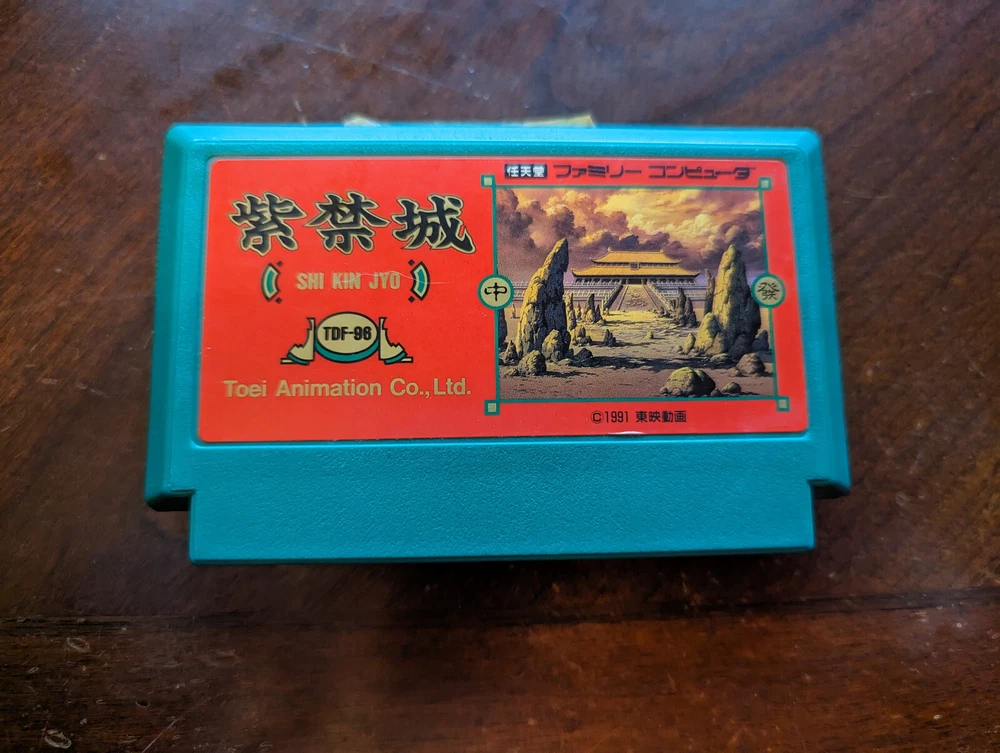 任天堂 ファミリー コンピュータ
紫禁城
SHI KIN JYO
TDF-96
Toei Animation Co., Ltd.
中
發
©1991 東映動画